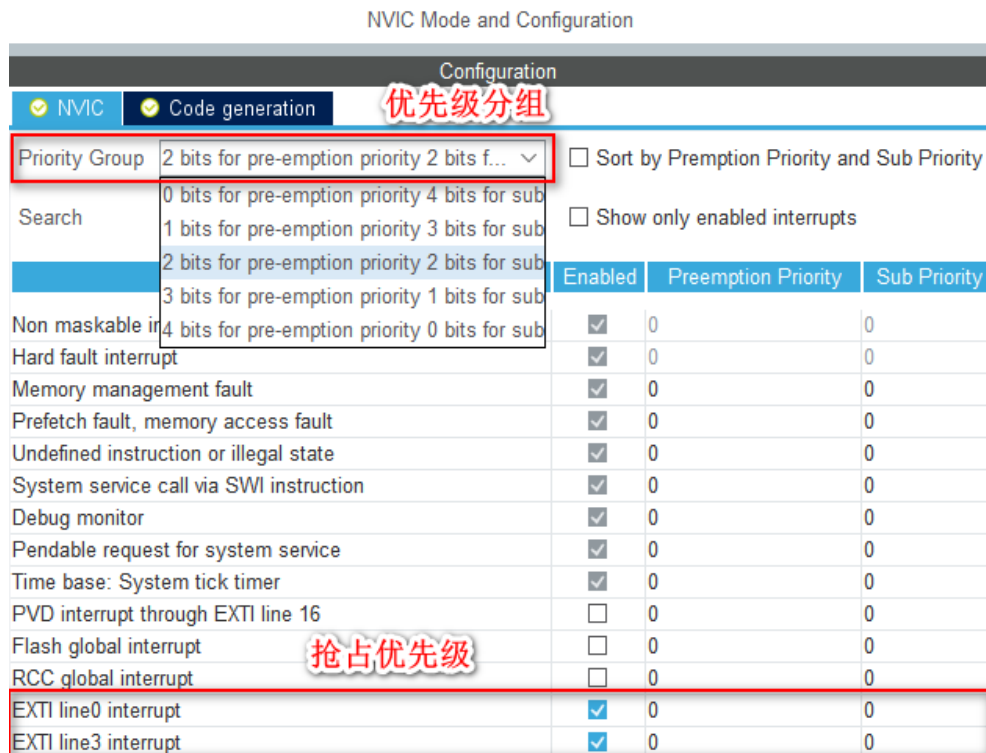 NVIC Mode and Configuration
Configuration
NVIC Code generation 优先级分组
Priority Group 2 bits for pre-emption priority 2 bits f... Sort by Premption Priority and Sub Priority
0 bits for pre-emption priority 4 bits for sub
Search Show only enabled interrupts
1 bits for pre-emption priority 3 bits for sub
2 bits for pre-emption priority 2 bits for sub
Enabled Preemption Priority Sub Priority
3 bits for pre-emption priority 1 bits for sub
4 bits for pre-emption priority 0 bits for sub
Non maskable 0 0
Hard fault interrupt 0 0
Memory management fault 0 0
Prefetch fault, memory access fault 0 0
Undefined instruction or illegal state 0 0
System service call via SWI instruction 0 0
Debug monitor 0 0
Pendable request for system service 0 0
Time base: System tick timer 0 0
PVD interrupt through EXTI line 16 0 0
Flash global interrupt 0 0
抢占优先级
RCC global interrupt 0 0
EXTI line0 interrupt 0 0
EXTI line3 interrupt 0 0